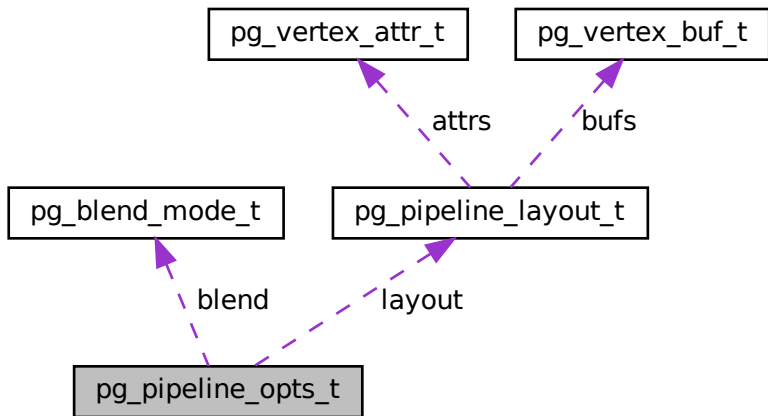 pg_vertex_attr_t
pg_vertex_buf_t
attrs
bufs
pg_blend_mode_t
pg_pipeline_layout_t
blend
layout
pg_pipeline_opts_t